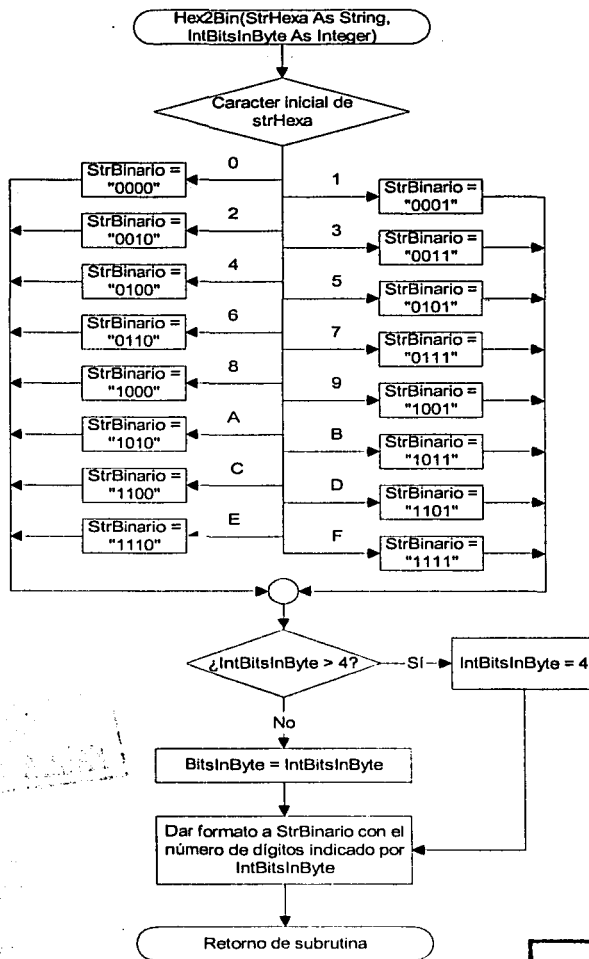 Hex2Bin(StrHexa As String,
IntBitsInByte As Integer)
Caracter inicial de
strHexa
0
StrBinario =
"0000"
1
StrBinario =
"0001"
2
StrBinario =
"0010"
3
StrBinario =
"0011"
4
StrBinario =
"0100"
5
StrBinario =
"0101"
6
StrBinario =
"0110"
7
StrBinario =
"0111"
8
StrBinario =
"1000"
9
StrBinario =
"1001"
A
StrBinario =
"1010"
B
StrBinario =
"1011"
C
StrBinario =
"1100"
D
StrBinario =
"1101"
E
StrBinario =
"1110"
F
StrBinario =
"1111"
¿IntBitsInByte > 4?
Sí
IntBitsInByte = 4
No
BitsInByte = IntBitsInByte
Dar formato a StrBinario con el
número de dígitos indicado por
IntBitsInByte
Retorno de subrutina